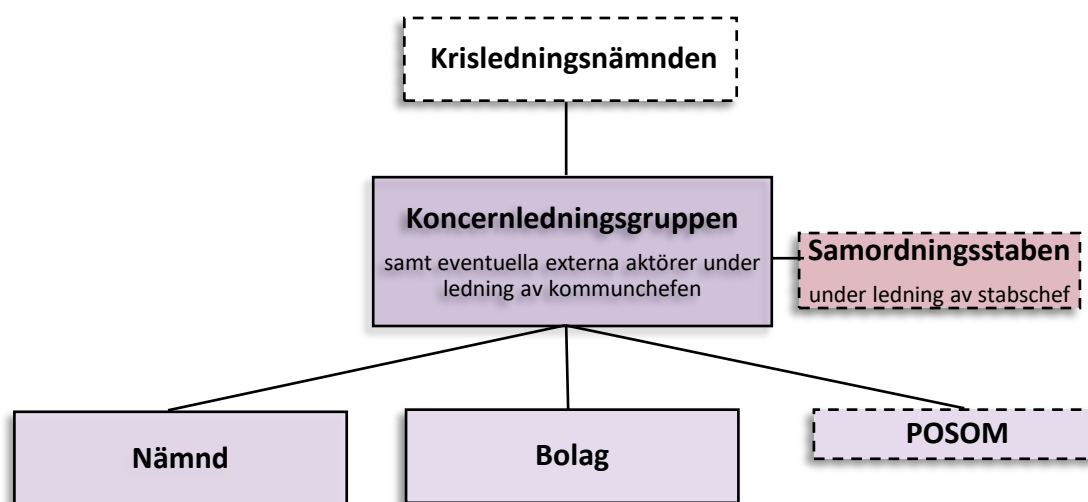 Krisledningsnämnden
Koncernledningsgruppen
samt eventuella externa aktörer under
ledning av kommunchefen
Samordningsstaben
under ledning av stabschef
Nämnd
Bolag
POSOM